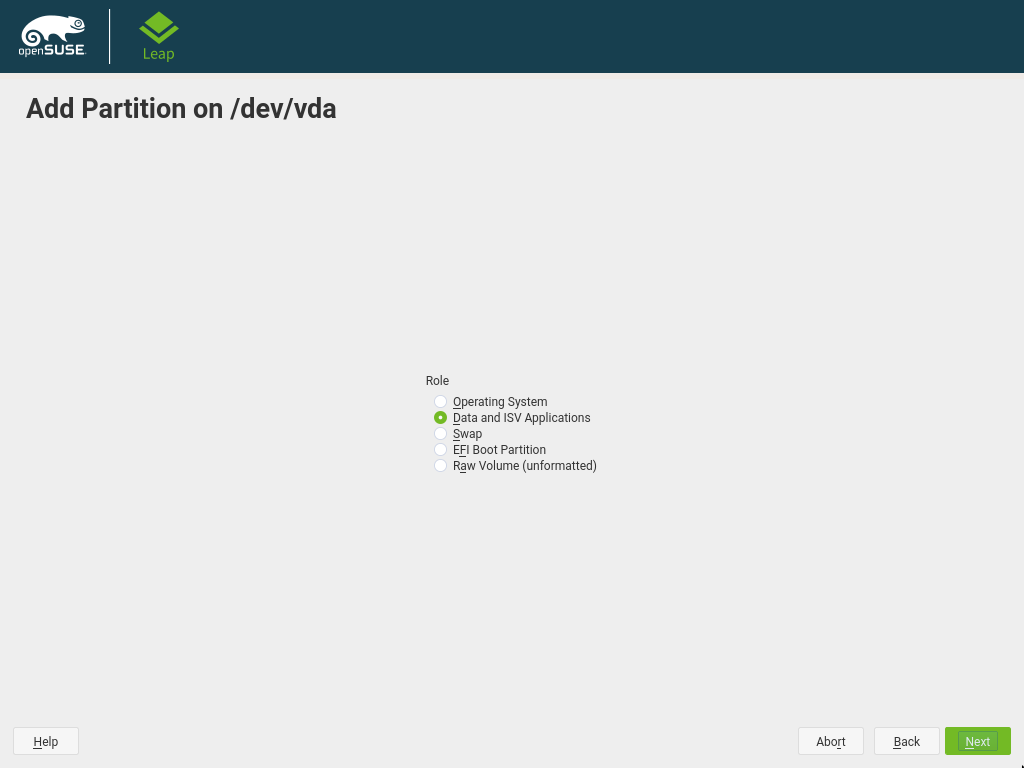 openSUSE.
Leap
Add Partition on /dev/vda
Role
Operating System
Data and ISV Applications
Swap
EFI Boot Partition
Raw Volume (unformatted)
Help
Abort
Back
Next